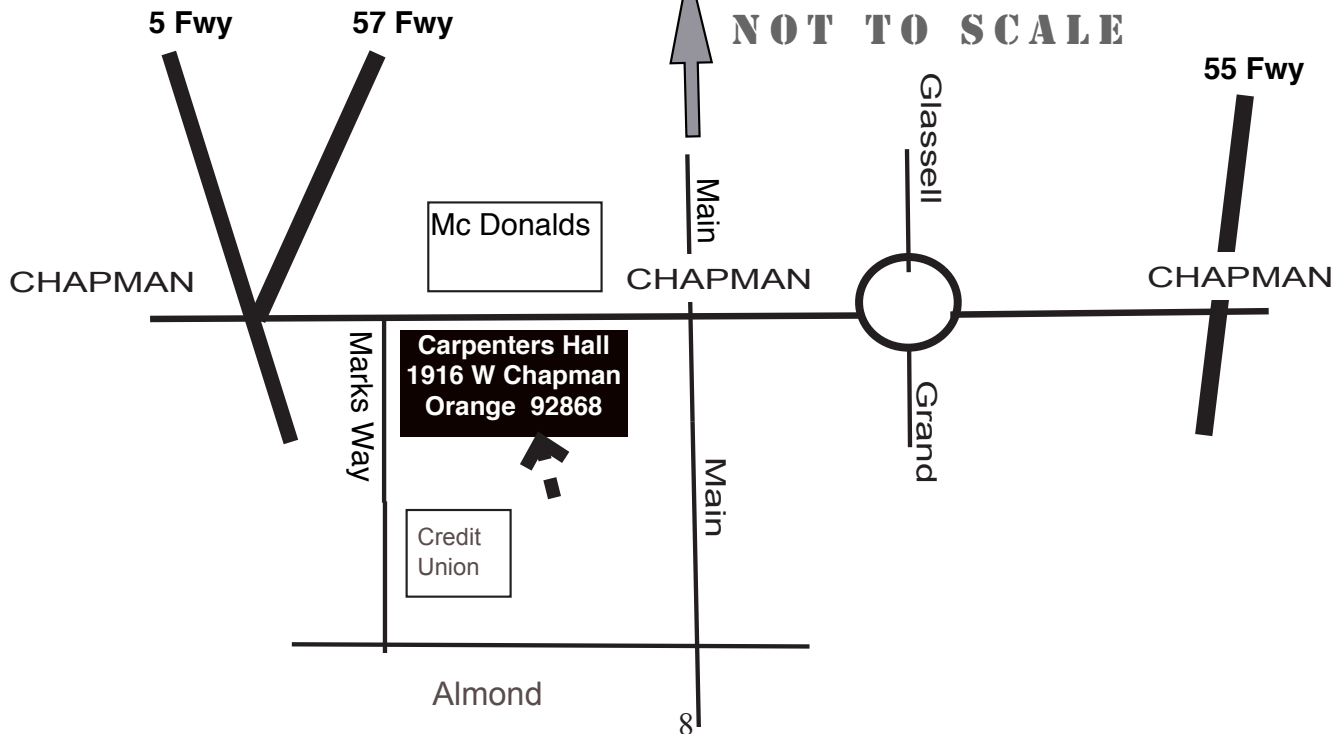 5 Fwy
57 Fwy
NOT TO SCALE
55 Fwy
Glassell
Main
Mc Donalds
CHAPMAN
CHAPMAN
CHAPMAN
Marks Way
Carpenters Hall
1916 W Chapman
Orange 92868
Grand
Main
Credit
Union
Almond
8